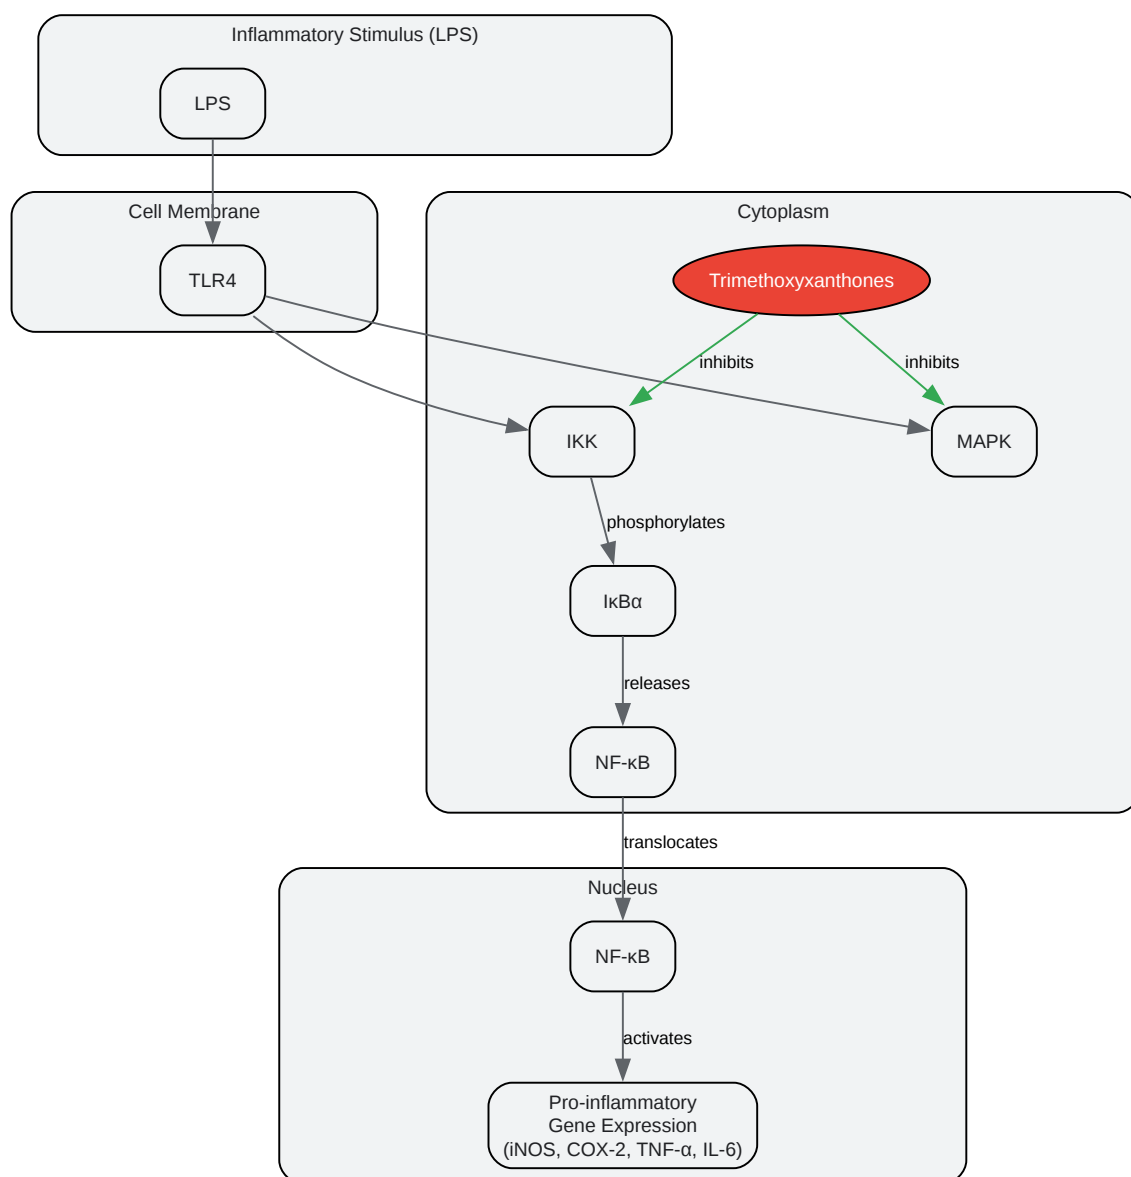 Inflammatory Stimulus (LPS)
LPS
Cell Membrane
TLR4
Cytoplasm
Trimethoxyxanthones
inhibits
inhibits
IKK
MAPK
phosphorylates
IκBα
releases
NF-κB
translocates
Nucleus
NF-κB
activates
Pro-inflammatory
Gene Expression
(iNOS, COX-2, TNF-α, IL-6)